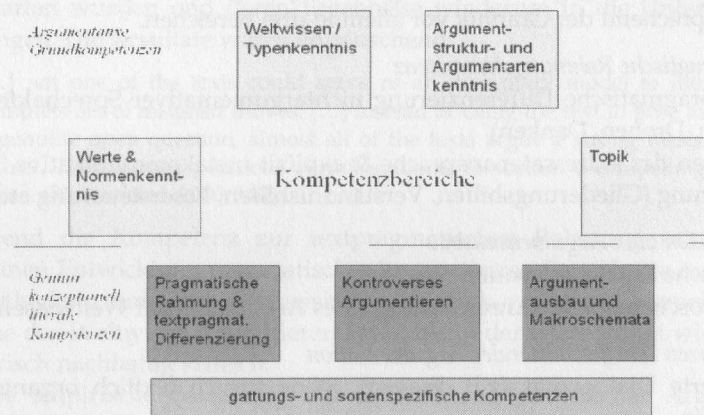 Argumentative
Grundkompetenzen
Weltwissen /
Typenkenntnis
Argument-
struktur- und
Argumentarten
kenntnis
Werte &
Normenkennt-
nis
Kompetenzbereiche
Topik
Genuin
konzeptionell
literale
Kompetenzen
Pragmatische
Rahmung &
textpragmat.
Differenzierung
Kontroverses
Argumentieren
Argument-
ausbau und
Makroschemata
gattungs- und sortenspezifische Kompetenzen